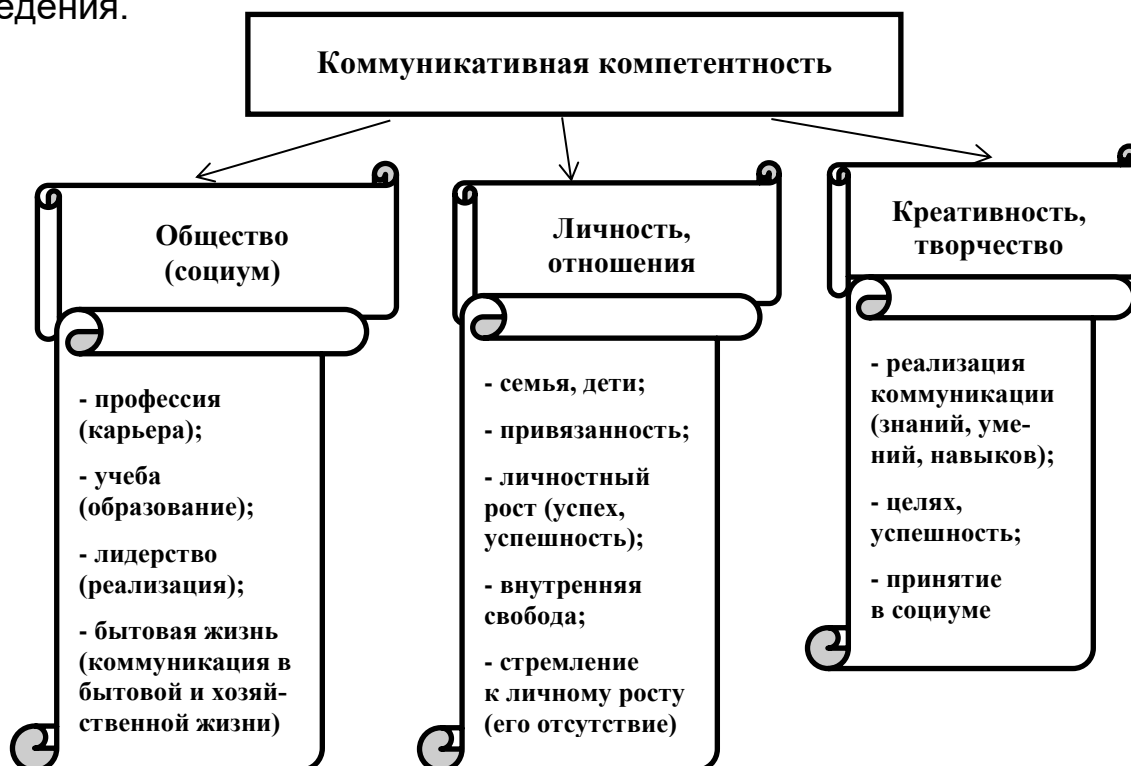 едения.
Коммуникативная компетентность
Общество
(социум)
- профессия
(карьера);
- учеба
(образование);
- лидерство
(реализация);
- бытовая жизнь
(коммуникация в
бытовой и хозяй-
ственной жизни)
Личность,
отношения
- семья, дети;
- привязанность;
- личностный
рост (успех,
успешность);
- внутренняя
свобода;
- стремление
к личному росту
(его отсутствие)
Креативность,
творчество
- реализация
коммуникации
(знаний, уме-
ний, навыков);
- целях,
успешность;
- принятие
в социуме